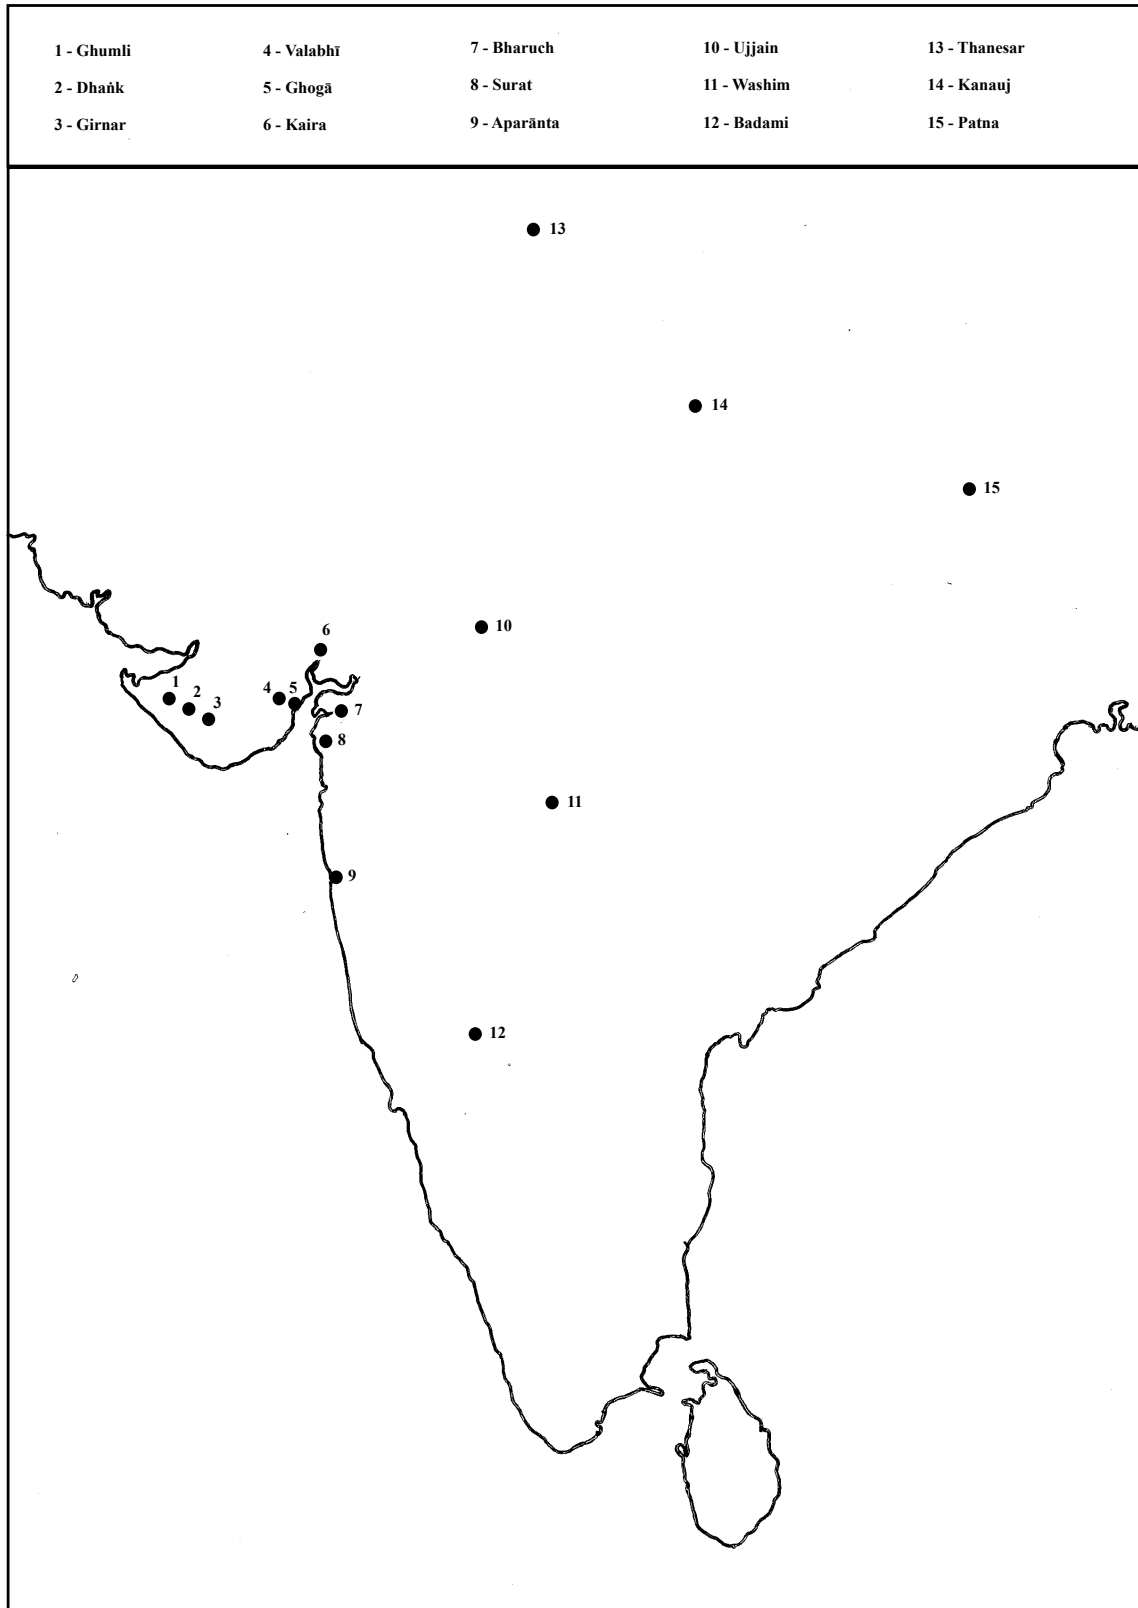 1 - Ghumli
4 - Valabhī
7 - Bharuch
10 - Ujjain
13 - Thanesar
2 - Dhaṅk
5 - Ghogā
8 - Surat
11 - Washim
14 - Kanauj
3 - Girnar
6 - Kaira
9 - Aparānta
12 - Badami
15 - Patna
13
14
15
10
6
1
2
3
4
5
7
8
11
9
12